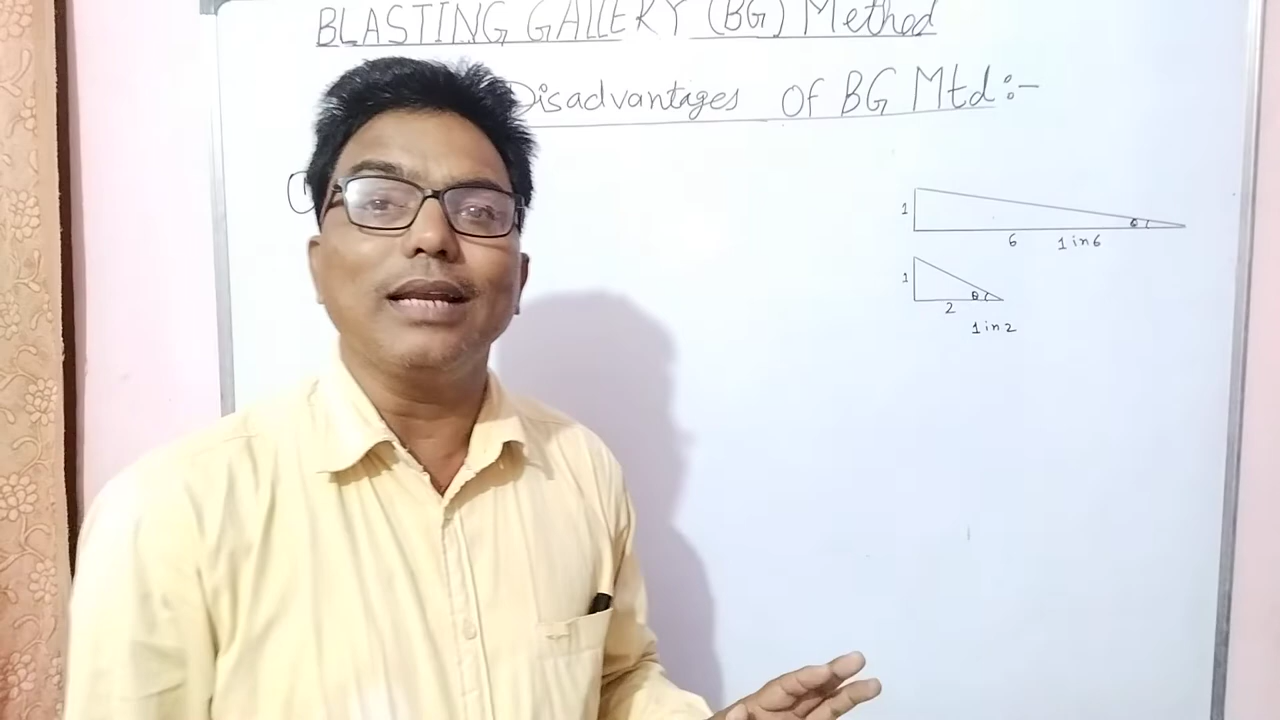 BLASTING GALLERY (BG) Method
Disadvantages Of BG Mtd :-
1
6
1 in 6
1
θ
2
1 in 2